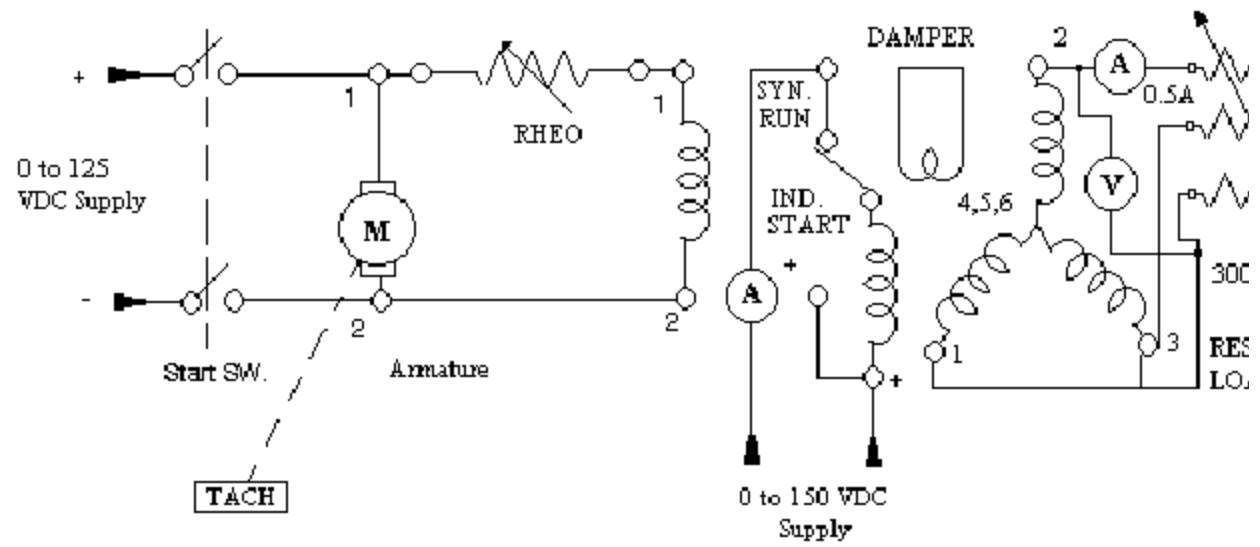 +
1
RHEO
1
0 to 125
VDC Supply
M
-
2
2
Start SW.
Armature
TACH
DAMPER
SYN.
RUN
IND.
START
+
A
+
0 to 150 VDC
Supply
2
A
0.5A
V
4,5,6
1
3
300